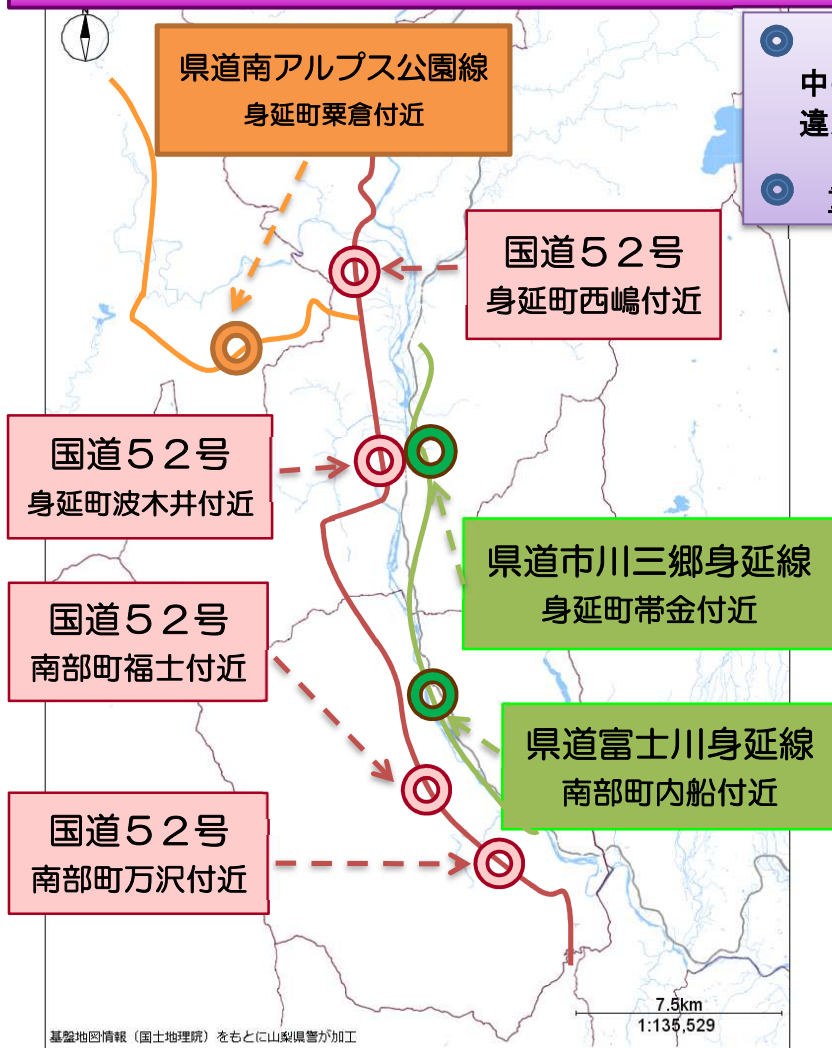 県道南アルプス公園線
身延町粟倉付近
中
違
国道５２号
身延町西嶋付近
国道５２号
身延町波木井付近
県道市川三郷身延線
身延町帯金付近
国道５２号
南部町福士付近
県道富士川身延線
南部町内船付近
国道５２号
南部町万沢付近
7.5km
1:135,529
基盤地図情報（国土地理院）をもとに山梨県警が加工